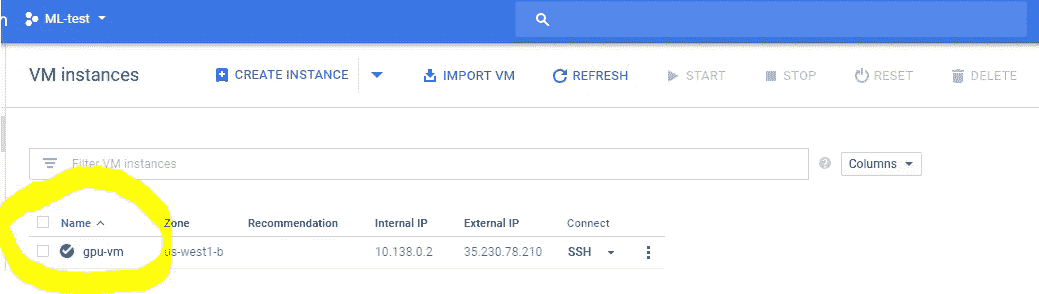 ML-test
VM instances CREATE INSTANCE IMPORT VM REFRESH START STOP RESET DELETE
Filter VM instances Columns
Name Zone Recommendation Internal IP External IP Connect
gpu-vm us-west1-b 10.138.0.2 35.230.78.210 SSH